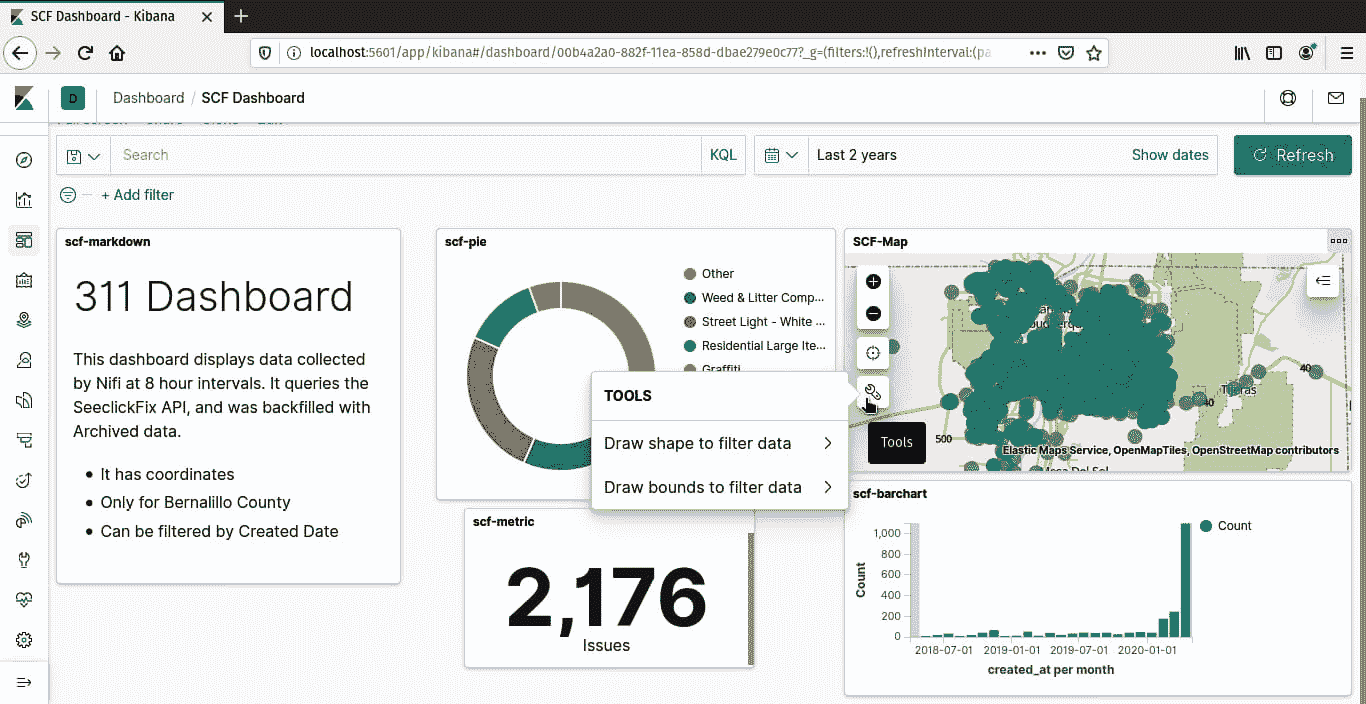 SCF Dashboard - Kibana
localhost:5601/app/kibana#/dashboard/00b4a2a0-882f-11ea-858d-dbae279e0c77?_g=(filters:!(),refreshInterval:(pa
D
Dashboard / SCF Dashboard
Search
KQL
Last 2 years
Show dates
Refresh
+ Add filter
scf-markdown
311 Dashboard
This dashboard displays data collected
by Nifi at 8 hour intervals. It queries the
SeeclickFix API, and was backfilled with
Archived data.
It has coordinates
Only for Bernalillo County
Can be filtered by Created Date
scf-pie
Other
Weed & Litter Comp...
Street Light - White ...
Residential Large Ite...
Graffiti
TOOLS
Draw shape to filter data
Draw bounds to filter data
scf-metric
2,176
Issues
SCF-Map
Tools
500
40
40
Elastic Maps Service, OpenMapTiles, OpenStreetMap contributors
scf-barchart
Count
1,000
800
600
400
200
0
Count
2018-07-01
2019-01-01
2019-07-01
2020-01-01
created_at per month